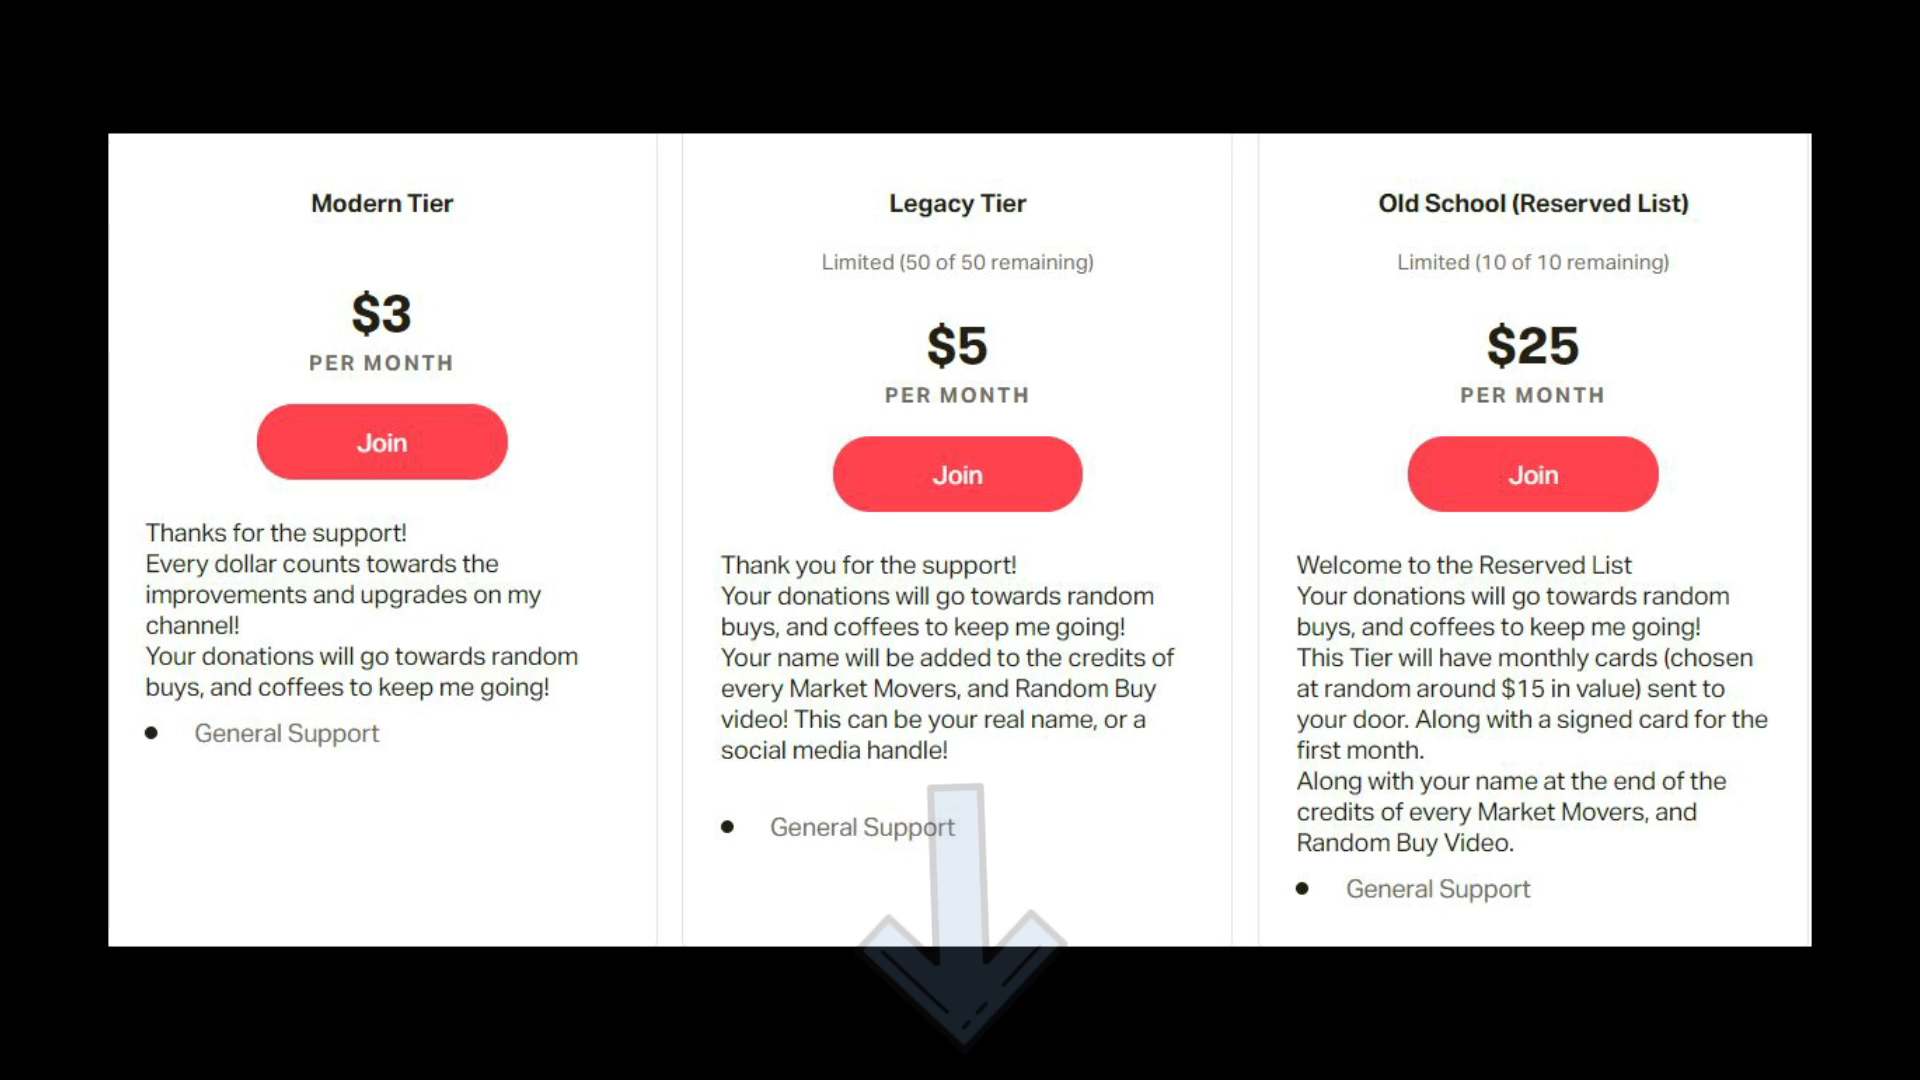 Modern Tier
$3
PER MONTH
Join
Thanks for the support!
Every dollar counts towards the
improvements and upgrades on my
channel!
Your donations will go towards random
buys, and coffees to keep me going!
General Support
Legacy Tier
Limited (50 of 50 remaining)
$5
PER MONTH
Join
Thank you for the support!
Your donations will go towards random
buys, and coffees to keep me going!
Your name will be added to the credits of
every Market Movers, and Random Buy
video! This can be your real name, or a
social media handle!
General Support
Old School (Reserved List)
Limited (10 of 10 remaining)
$25
PER MONTH
Join
Welcome to the Reserved List
Your donations will go towards random
buys, and coffees to keep me going!
This Tier will have monthly cards (chosen
at random around $15 in value) sent to
your door. Along with a signed card for the
first month.
Along with your name at the end of the
credits of every Market Movers, and
Random Buy Video.
General Support